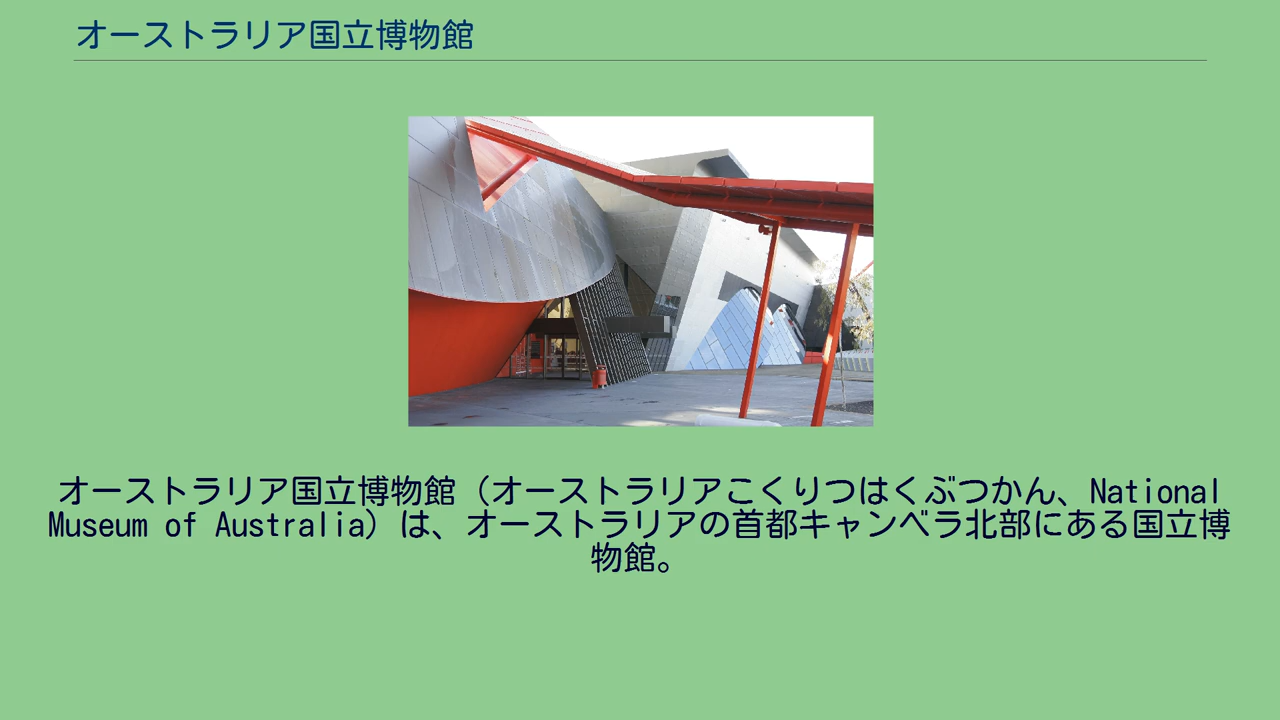 オーストラリア国立博物館
オーストラリア国立博物館（オーストラリアこくりつはくぶつかん、National
Museum of Australia）は、オーストラリアの首都キャンベラ北部にある国立博
物館。